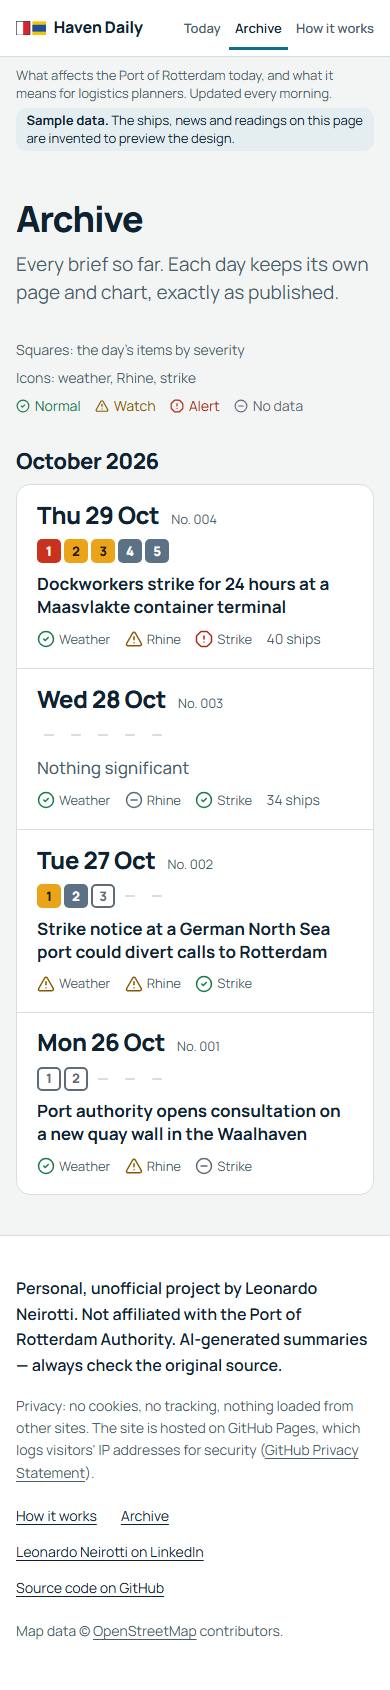 Haven Daily Today Archive How it works
What affects the Port of Rotterdam today, and what it
means for logistics planners. Updated every morning.
Sample data. The ships, news and readings on this page
are invented to preview the design.
Archive
Every brief so far. Each day keeps its own
page and chart, exactly as published.
Squares: the day's items by severity
Icons: weather, Rhine, strike
Normal Watch Alert No data
October 2026
Thu 29 Oct No. 004
1 2 3 4 5
Dockworkers strike for 24 hours at a
Maasvlakte container terminal
Weather Rhine Strike 40 ships
Wed 28 Oct No. 003
– – – – –
Nothing significant
Weather Rhine Strike 34 ships
Tue 27 Oct No. 002
1 2 3 – –
Strike notice at a German North Sea
port could divert calls to Rotterdam
Weather Rhine Strike
Mon 26 Oct No. 001
1 2 – – –
Port authority opens consultation on
a new quay wall in the Waalhaven
Weather Rhine Strike
Personal, unofficial project by Leonardo
Neirotti. Not affiliated with the Port of
Rotterdam Authority. AI-generated summaries
— always check the original source.
Privacy: no cookies, no tracking, nothing loaded from
other sites. The site is hosted on GitHub Pages, which
logs visitors' IP addresses for security (GitHub Privacy
Statement).
How it works Archive
Leonardo Neirotti on LinkedIn
Source code on GitHub
Map data © OpenStreetMap contributors.